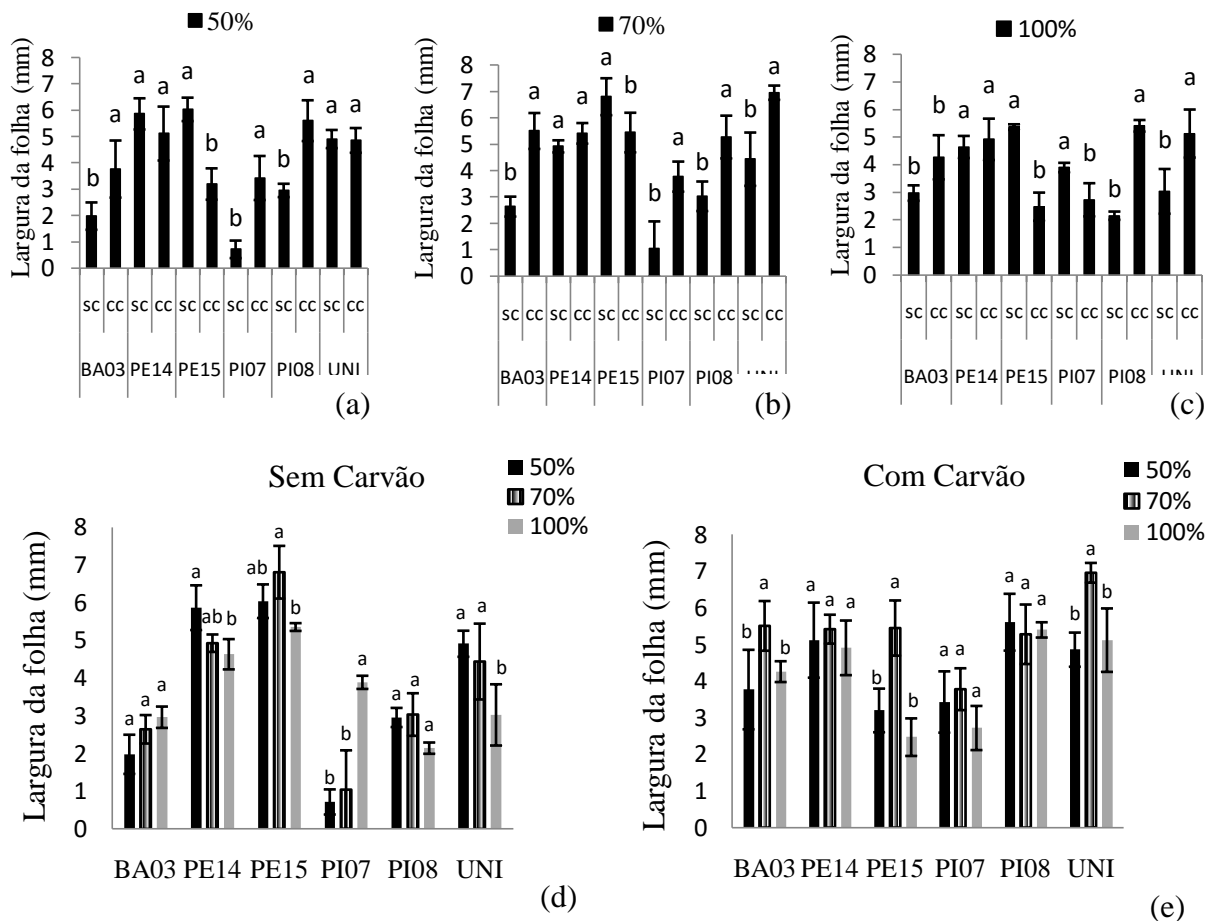 50%
Largura da folha (mm)
8
7
6
5
4
3
2
1
0
b a a a a b b a b a a a
sc cc sc cc sc cc sc cc sc cc sc cc
BA03 PE14 PE15 PI07 PI08 UNI
(a)
70%
Largura da folha (mm)
8
7
6
5
4
3
2
1
0
b a a a a b b a b a b a
sc cc sc cc sc cc sc cc sc cc sc cc
BA03 PE14 PE15 PI07 PI08
(b)
100%
Largura da folha (mm)
8
7
6
5
4
3
2
1
0
b b a a a b a b b a b a
sc cc sc cc sc cc sc cc sc cc sc cc
BA03 PE14 PE15 PI07 PI08
(c)
Sem Carvão
50%
70%
100%
Largura da folha (mm)
8
7
6
5
4
3
2
1
0
a a a a ab b ab a b b b a a a a a a b
BA03 PE14 PE15 PI07 PI08 UNI
(d)
Com Carvão
50%
70%
100%
Largura da folha (mm)
8
7
6
5
4
3
2
1
0
b a b a a a b a b a a a a a a b a b
BA03 PE14 PE15 PI07 PI08 UNI
(e)